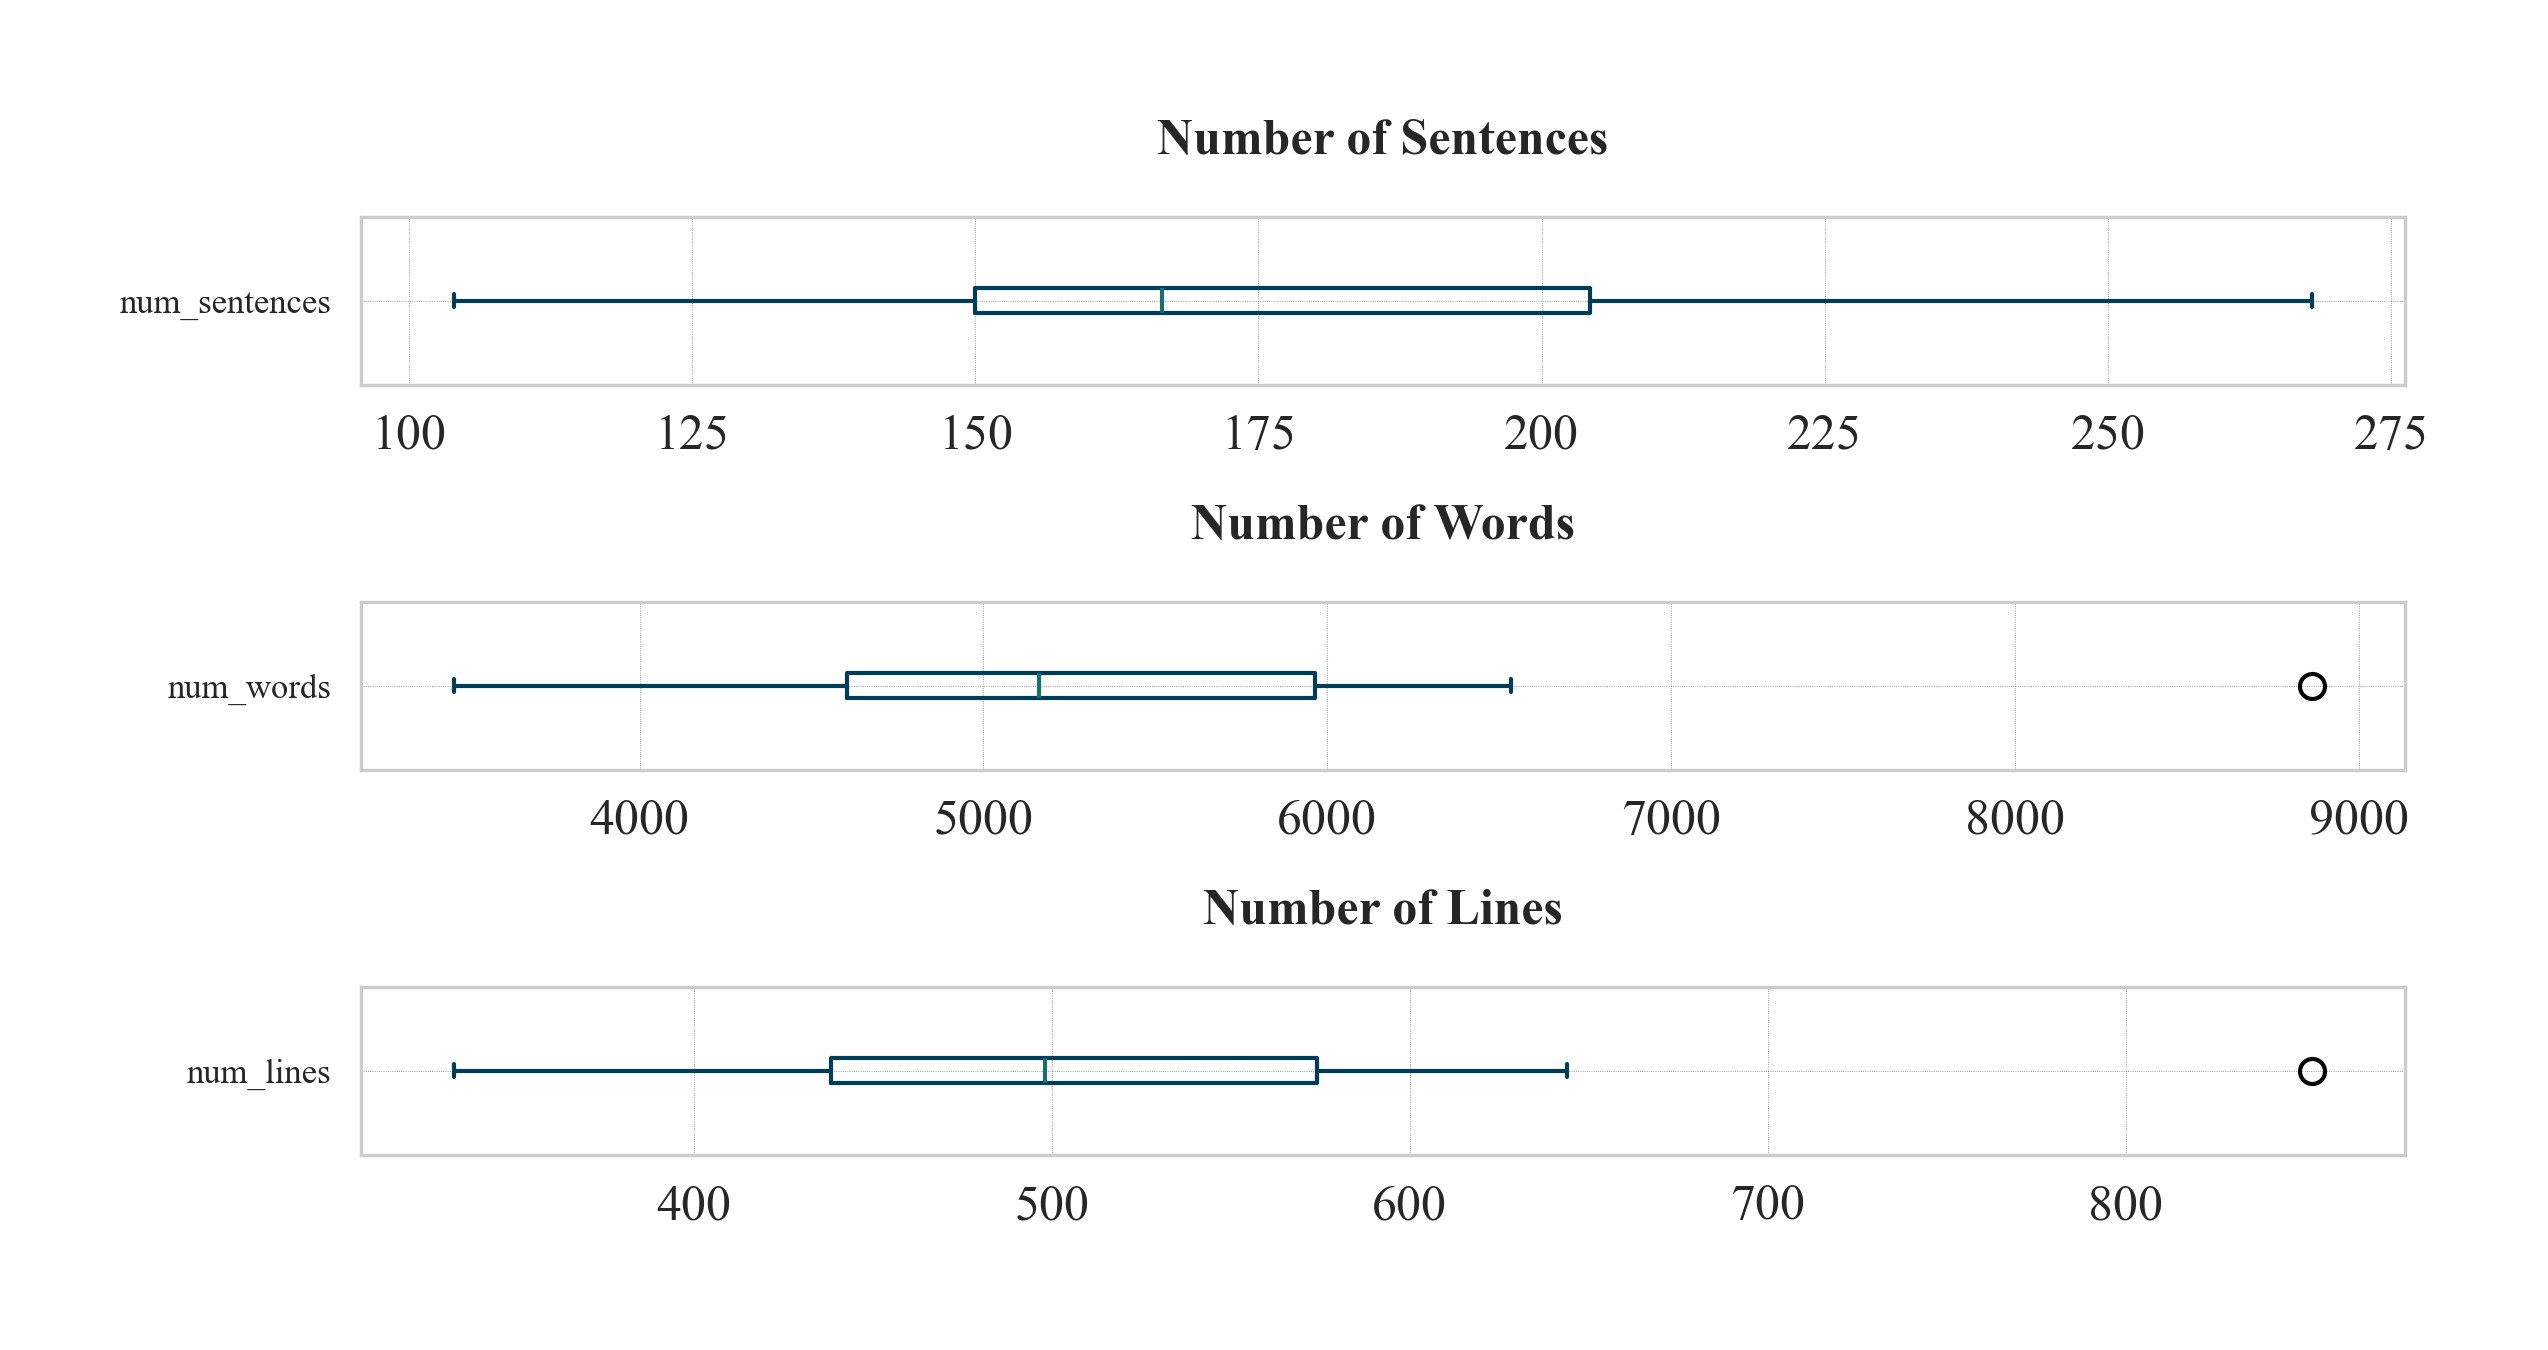 Number of Sentences
num_sentences
100 125 150 175 200 225 250 275
Number of Words
num_words
4000 5000 6000 7000 8000 9000
Number of Lines
num_lines
400 500 600 700 800